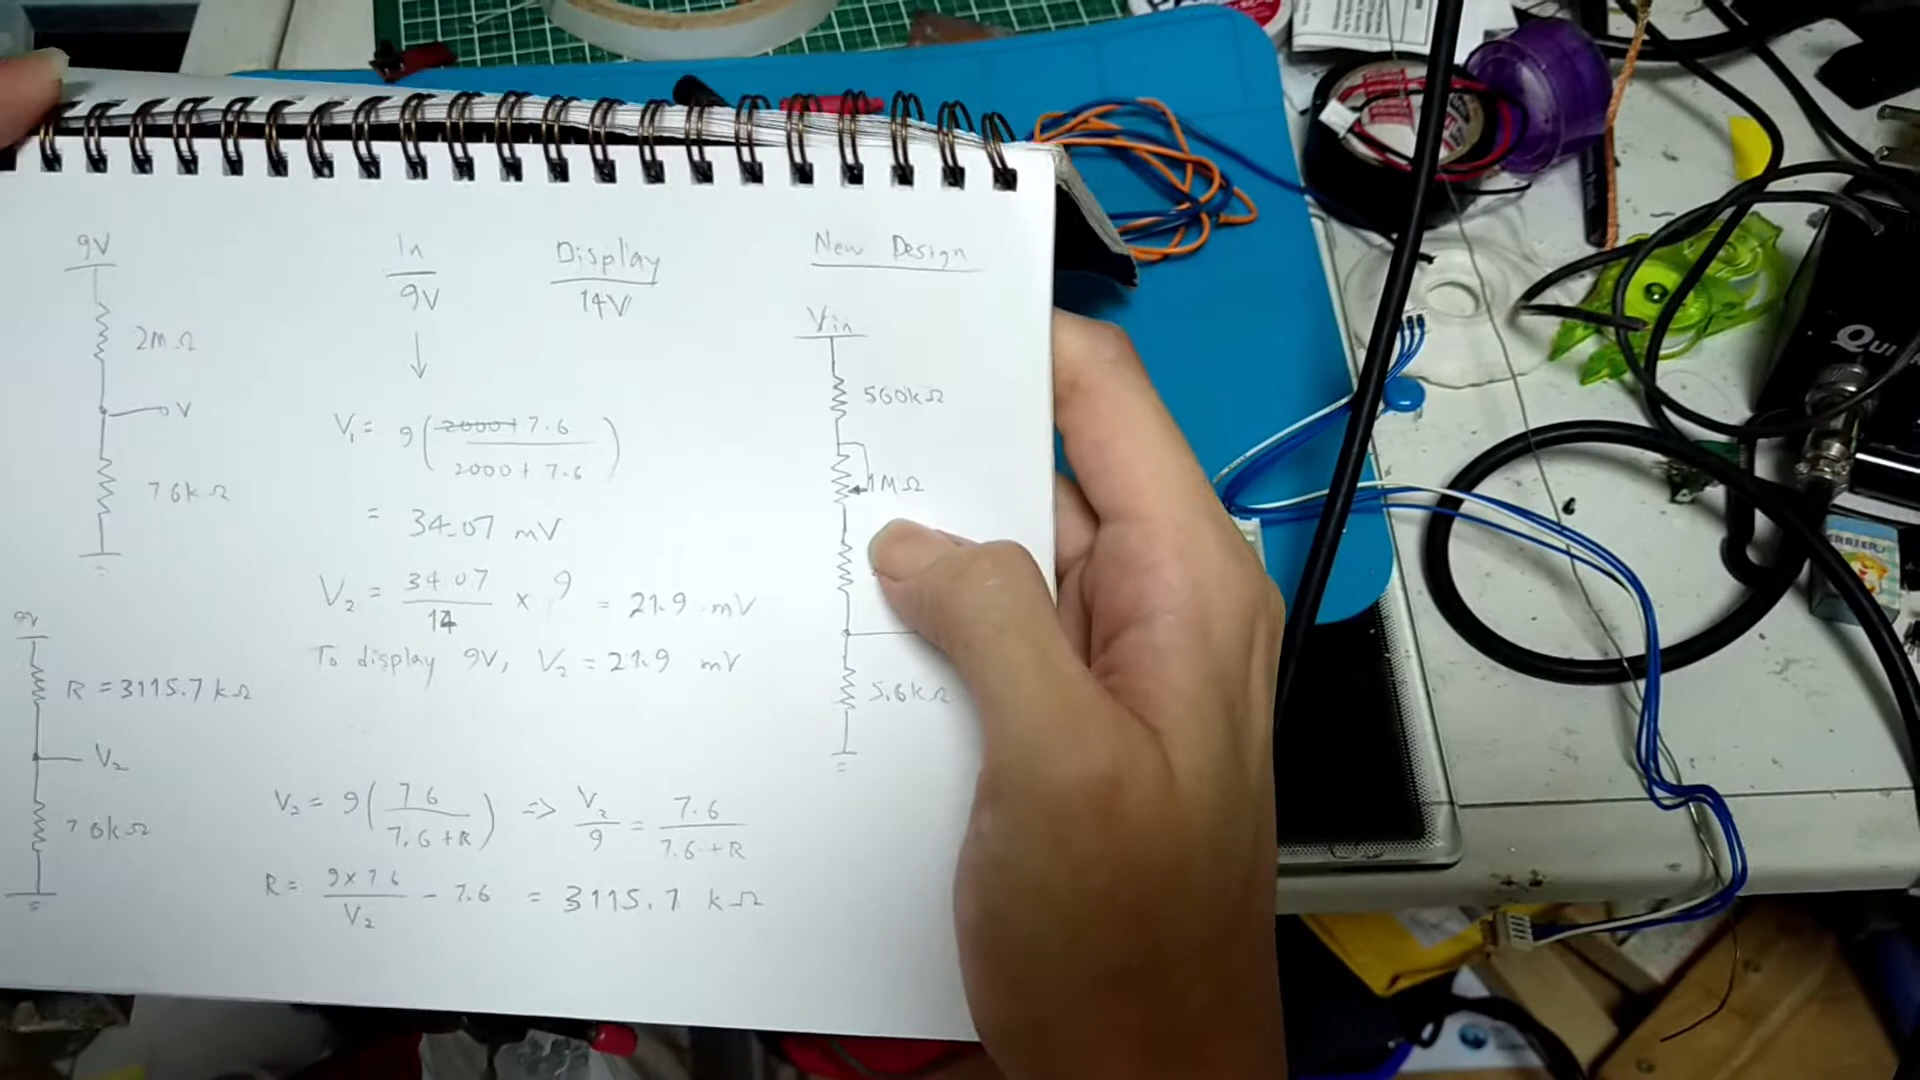 9V
2MΩ
V
7.6kΩ
9V
R = 3115.7 kΩ
V₂
7.6kΩ
In
9V
Display
14V
V₁ = 9(2000+ 7.6 / 2000 + 7.6)
= 34.07 mV
V₂ = 34.07 / 14 × 9 = 21.9 mV
To display 9V, V₂ = 21.9 mV
V₂ = 9(7.6 / 7.6 + R) => V₂ / 9 = 7.6 / 7.6 + R
R = 9×7.6 / V₂ - 7.6 = 3115.7 kΩ
New Design
Vin
560kΩ
1MΩ
5.6kΩ